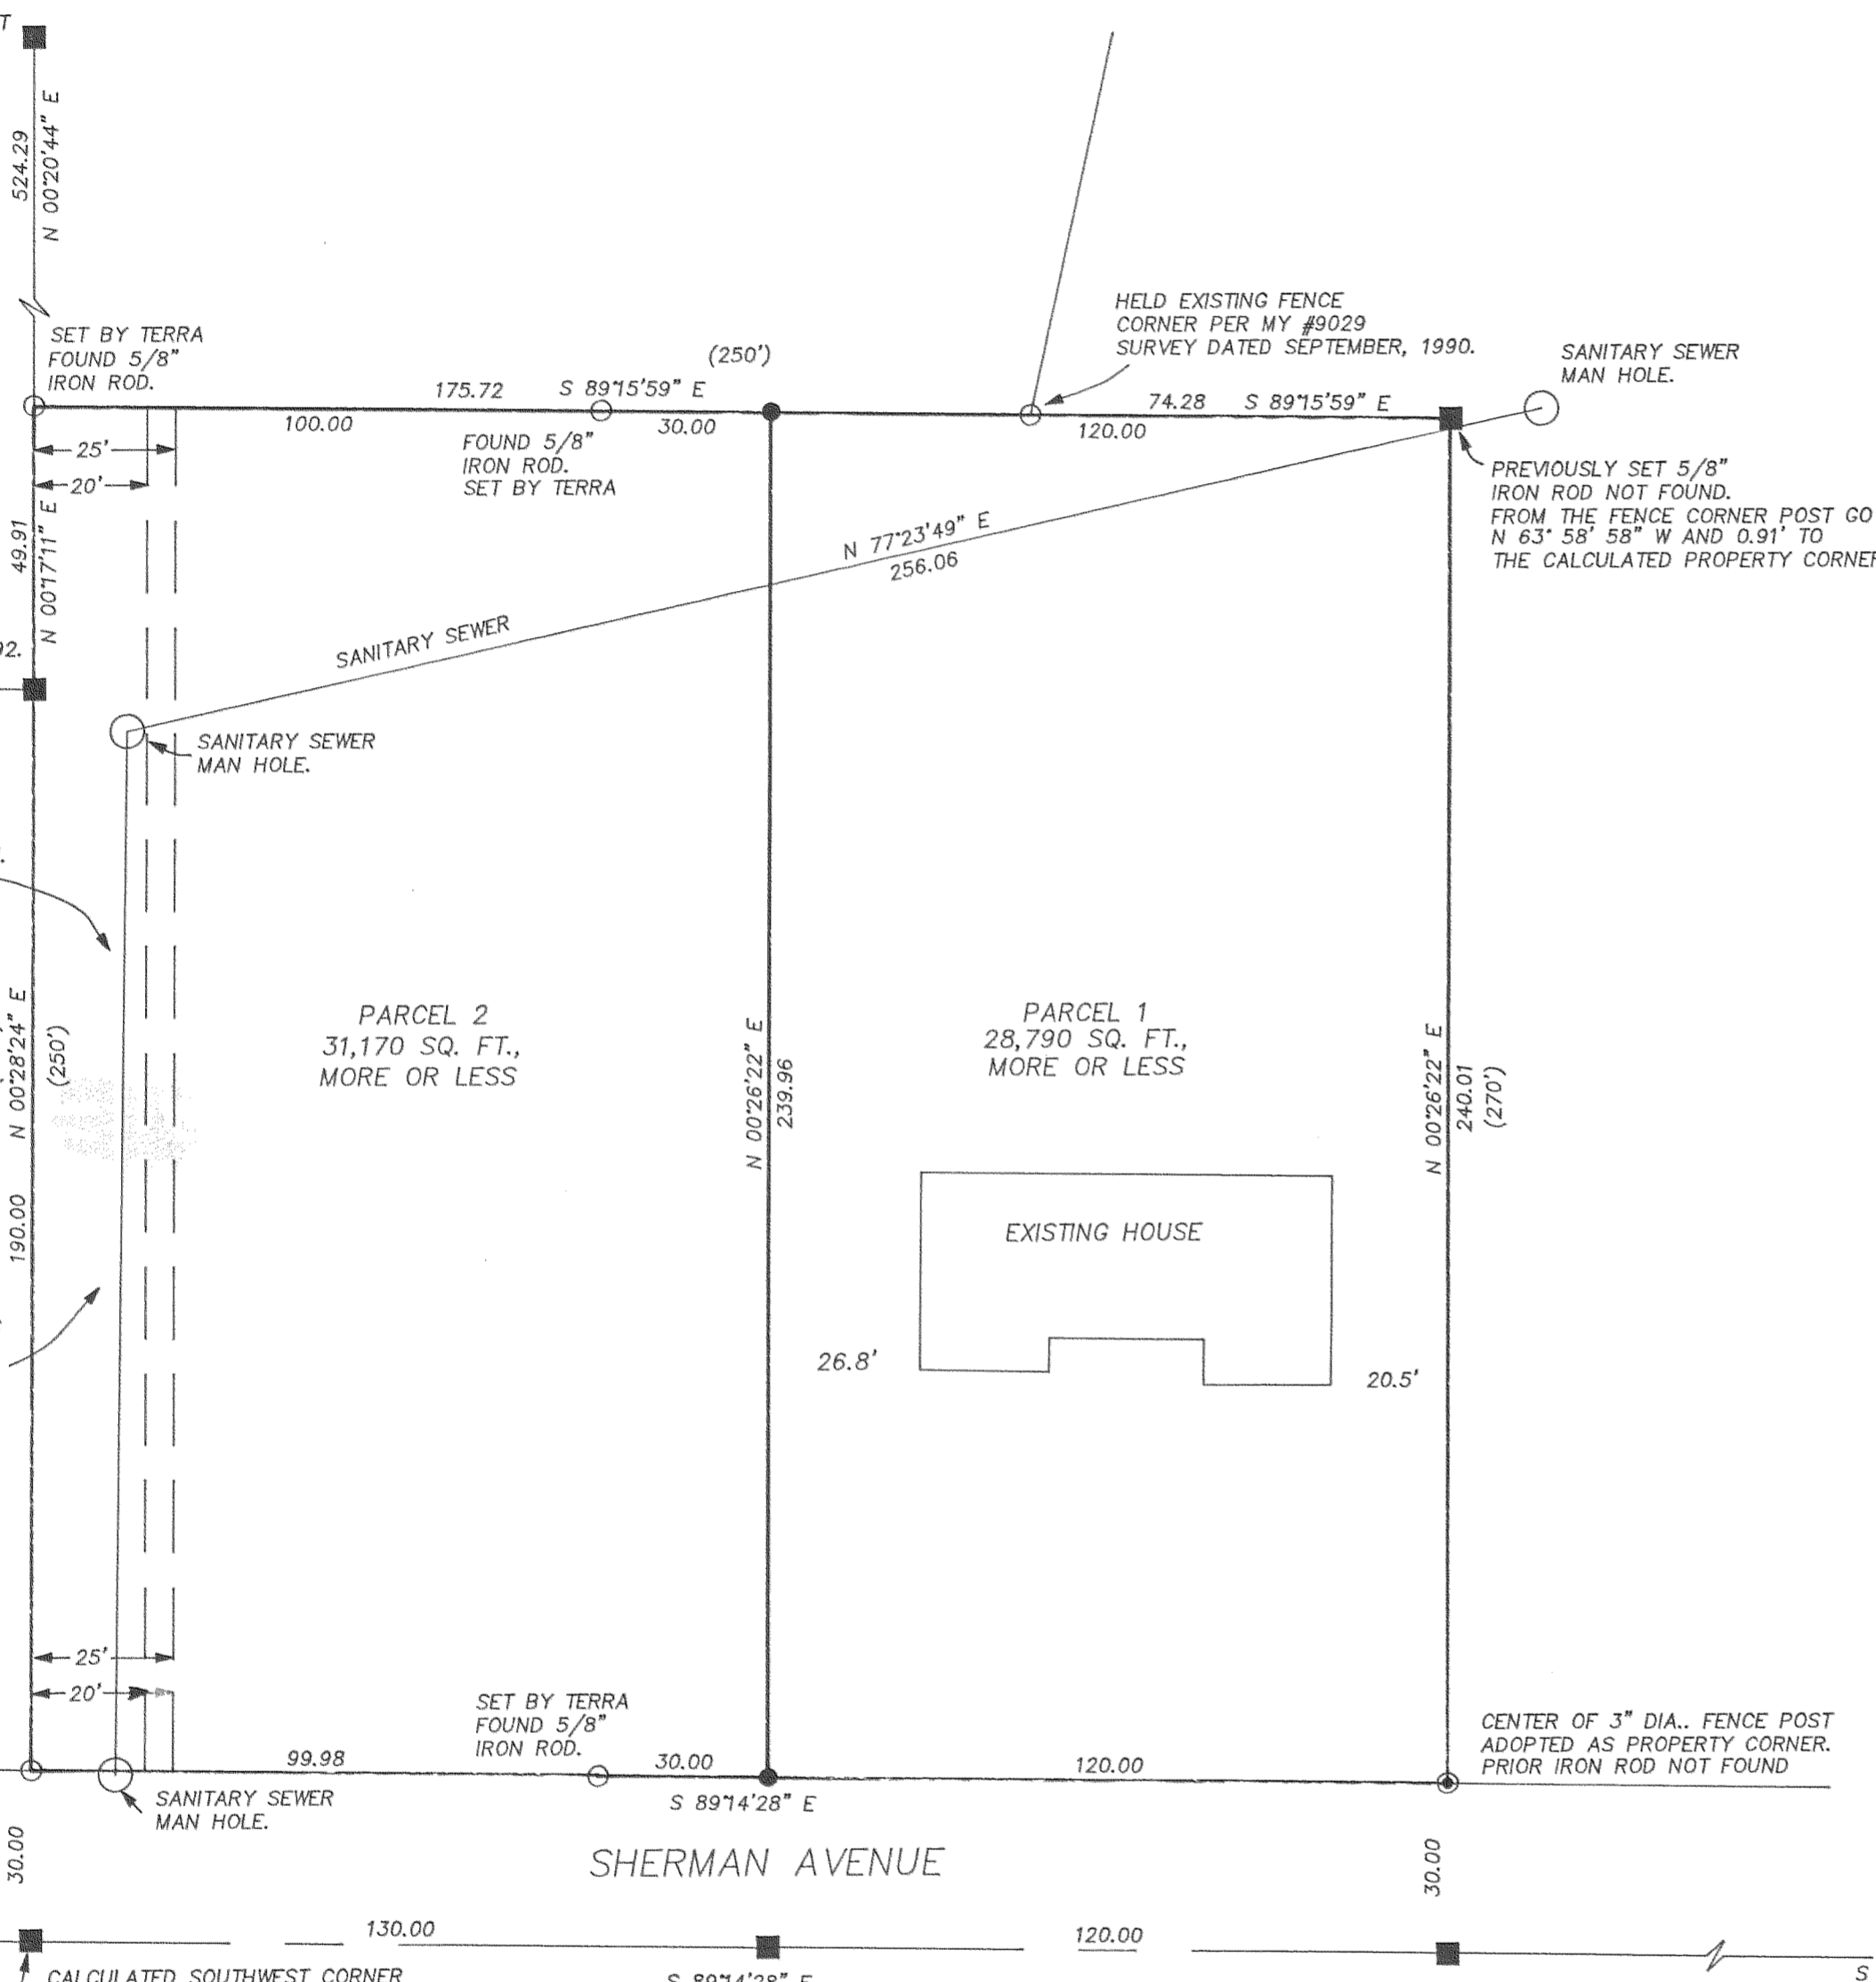 T
524.29
N 00°20'44" E
SET BY TERRA
FOUND 5/8"
IRON ROD.
(250')
175.72 S 89°15'59" E
100.00
30.00
FOUND 5/8"
IRON ROD.
SET BY TERRA
HELD EXISTING FENCE
CORNER PER MY #9029
SURVEY DATED SEPTEMBER, 1990.
SANITARY SEWER
MAN HOLE.
74.28 S 89°15'59" E
120.00
25'
20'
PREVIOUSLY SET 5/8"
IRON ROD NOT FOUND.
FROM THE FENCE CORNER POST GO
N 63° 58' 58" W AND 0.91' TO
THE CALCULATED PROPERTY CORNER
49.91
N 00°17'11" E
N 77°23'49" E
256.06
SANITARY SEWER
92.
SANITARY SEWER
MAN HOLE.
PARCEL 2
31,170 SQ. FT.,
MORE OR LESS
PARCEL 1
28,790 SQ. FT.,
MORE OR LESS
190.00 N 00°28'24" E
(250')
N 00°26'22" E
239.96
N 00°26'22" E
240.01
(270')
EXISTING HOUSE
26.8'
20.5'
25'
20'
SET BY TERRA
FOUND 5/8"
IRON ROD.
CENTER OF 3" DIA.. FENCE POST
ADOPTED AS PROPERTY CORNER.
PRIOR IRON ROD NOT FOUND
99.98
30.00
120.00
S 89°14'28" E
SANITARY SEWER
MAN HOLE.
30.00
SHERMAN AVENUE
30.00
130.00
120.00
CALCULATED SOUTHWEST CORNER
S 89°14'28" E
S